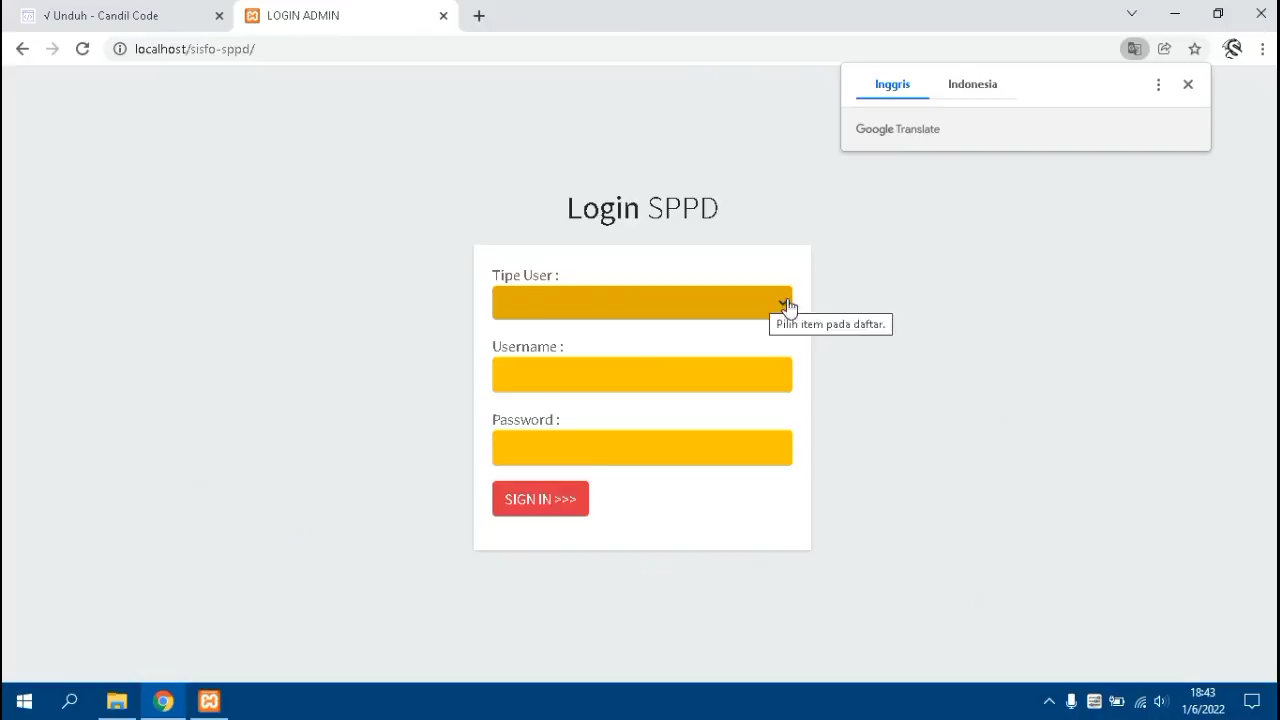 √ Unduh - Candil Code
LOGIN ADMIN
localhost/sisfo-sppd/
Inggris
Indonesia
Google Translate
Login SPPD
Tipe User :
Pilih item pada daftar.
Username :
Password :
SIGN IN >>>
18:43
1/6/2022